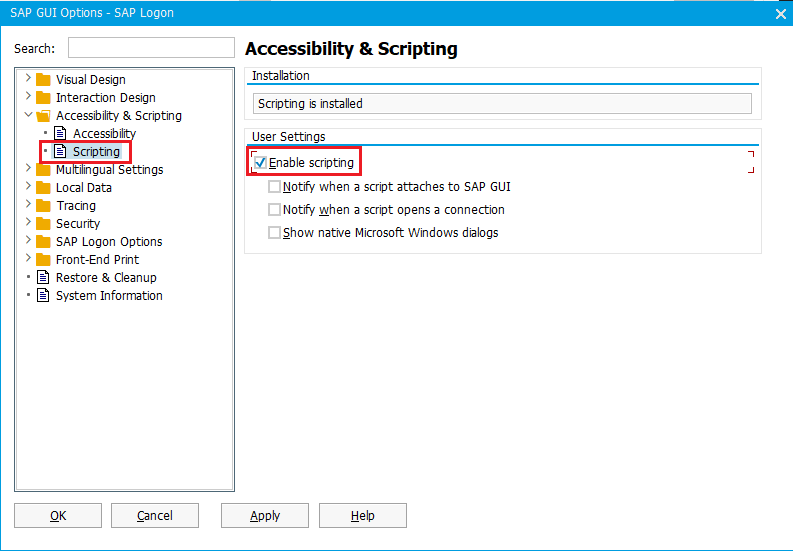 SAP GUI Options - SAP Logon
Search:
Visual Design
Interaction Design
Accessibility & Scripting
Accessibility
Scripting
Multilingual Settings
Local Data
Tracing
Security
SAP Logon Options
Front-End Print
Restore & Cleanup
System Information
Accessibility & Scripting
Installation
Scripting is installed
User Settings
Enable scripting
Notify when a script attaches to SAP GUI
Notify when a script opens a connection
Show native Microsoft Windows dialogs
OK Cancel Apply Help